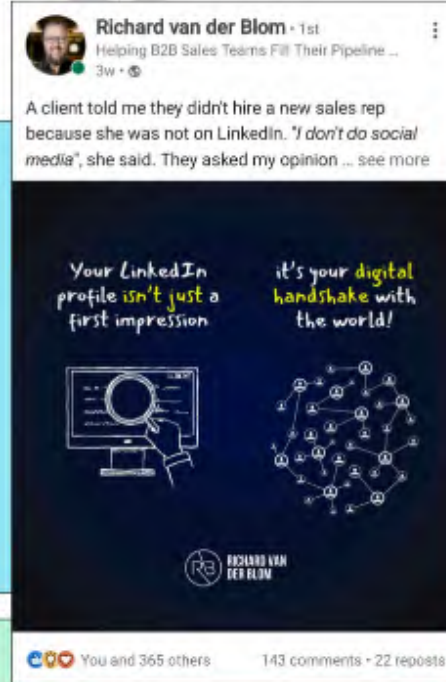 Richard van der Blom · 1st
Helping B2B Sales Teams Fill Their Pipeline ...
3w ·
A client told me they didn't hire a new sales rep
because she was not on LinkedIn. "I don't do social
media", she said. They asked my opinion ... see more
Your LinkedIn
profile isn't just a
first impression
it's your digital
handshake with
the world!
RB
RICHARD VAN
DER BLOM
You and 365 others
143 comments · 22 reposts